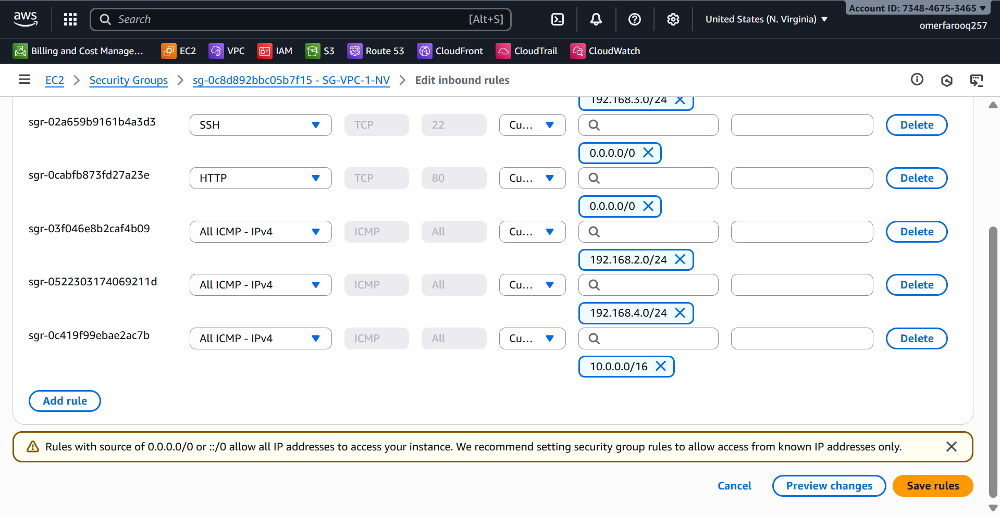 aws
Search [Alt+S]
United States (N. Virginia)
Account ID: 7348-4675-3465
omerfarooq257
Billing and Cost Manage... EC2 VPC IAM S3 Route 53 CloudFront CloudTrail CloudWatch
EC2 Security Groups sg-0c8d892bbc05b7f15 - SG-VPC-1-NV Edit inbound rules
192.168.3.0/24
sgr-02a659b9161b4a3d3 SSH TCP 22 Cu... Delete
0.0.0.0/0
sgr-0cabfb873fd27a23e HTTP TCP 80 Cu... Delete
0.0.0.0/0
sgr-03f046e8b2caf4b09 All ICMP - IPv4 ICMP All Cu... Delete
192.168.2.0/24
sgr-0522303174069211d All ICMP - IPv4 ICMP All Cu... Delete
192.168.4.0/24
sgr-0c419f99ebae2ac7b All ICMP - IPv4 ICMP All Cu... Delete
10.0.0.0/16
Add rule
Rules with source of 0.0.0.0/0 or ::/0 allow all IP addresses to access your instance. We recommend setting security group rules to allow access from known IP addresses only.
Cancel Preview changes Save rules